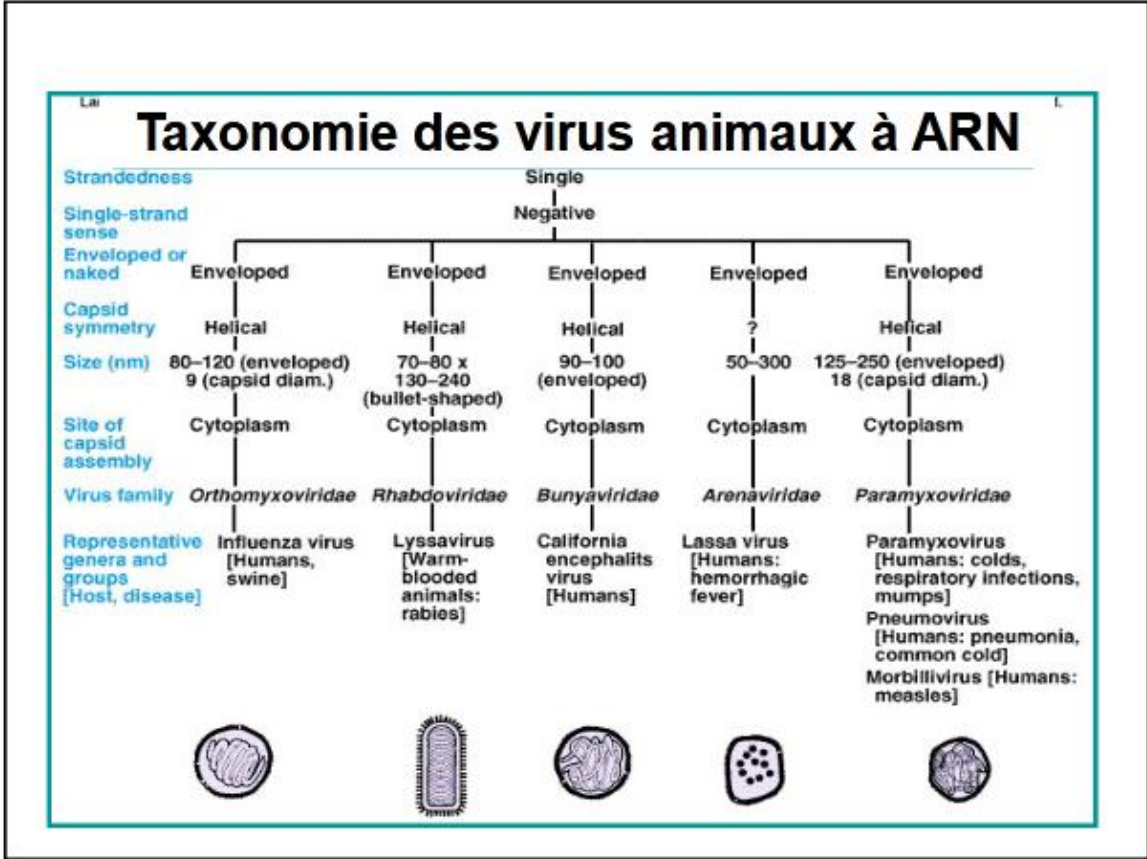 Lai
I.
Taxonomie des virus animaux à ARN
Strandedness Single
Single-strand sense Negative
Enveloped or naked Enveloped Enveloped Enveloped Enveloped Enveloped
Capsid symmetry Helical Helical Helical ? Helical
Size (nm) 80–120 (enveloped) 70–80 x 90–100 50–300 125–250 (enveloped)
9 (capsid diam.) 130–240 (enveloped) 18 (capsid diam.)
(bullet-shaped)
Site of capsid assembly Cytoplasm Cytoplasm Cytoplasm Cytoplasm Cytoplasm
Virus family Orthomyxoviridae Rhabdoviridae Bunyaviridae Arenaviridae Paramyxoviridae
Representative
genera and
groups
[Host, disease]
Influenza virus
[Humans,
swine]
Lyssavirus
[Warm-
blooded
animals:
rabies]
California
encephalits
virus
[Humans]
Lassa virus
[Humans:
hemorrhagic
fever]
Paramyxovirus
[Humans: colds,
respiratory infections,
mumps]
Pneumovirus
[Humans: pneumonia,
common cold]
Morbillivirus [Humans:
measles]